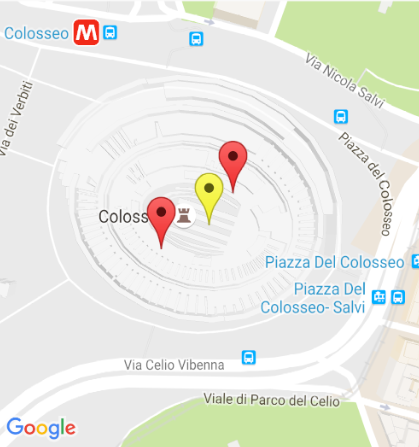 Colosseo M
Via Nicola Salvi
Via dei Verbiti
Piazza del Colosseo
Coloss
Piazza Del Colosseo
Piazza Del
Colosseo- Salvi
Via Celio Vibenna
Viale di Parco del Celio
Google